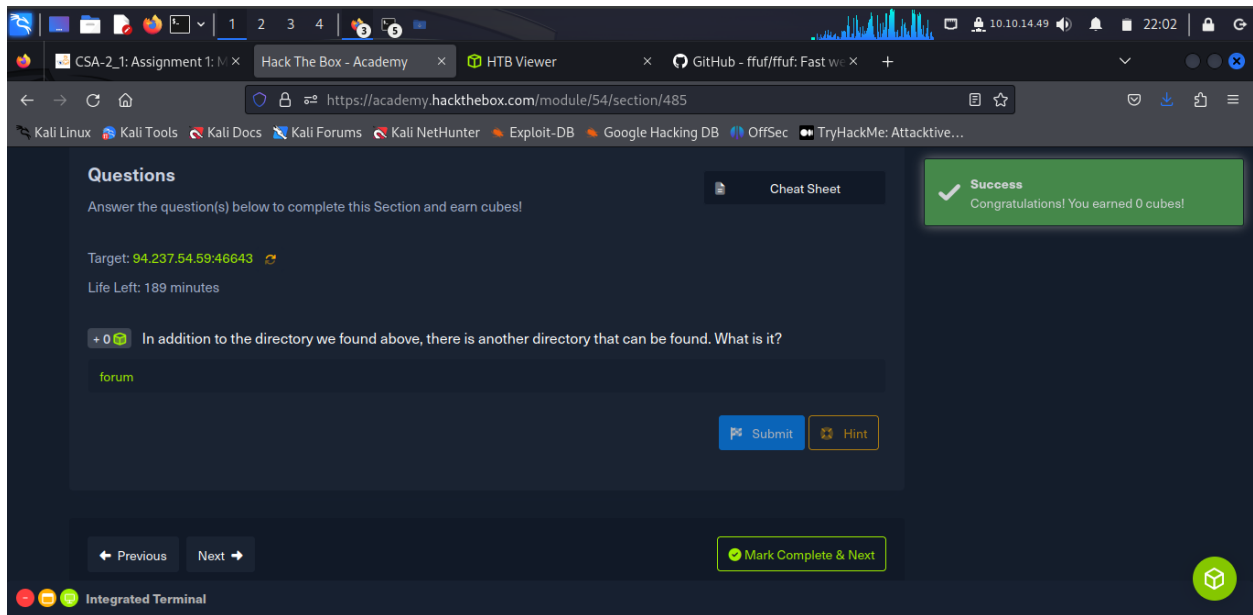 1 2 3 4 3 5 10.10.14.49 22:02
CSA-2_1: Assignment 1: M Hack The Box - Academy HTB Viewer GitHub - ffuf/ffuf: Fast we
https://academy.hackthebox.com/module/54/section/485
Kali Linux Kali Tools Kali Docs Kali Forums Kali NetHunter Exploit-DB Google Hacking DB OffSec TryHackMe: Attacktive…
Questions
Cheat Sheet
Answer the question(s) below to complete this Section and earn cubes!
Success
Congratulations! You earned 0 cubes!
Target: 94.237.54.59:46643
Life Left: 189 minutes
+ 0 In addition to the directory we found above, there is another directory that can be found. What is it?
forum
Submit Hint
Previous Next Mark Complete & Next
Integrated Terminal